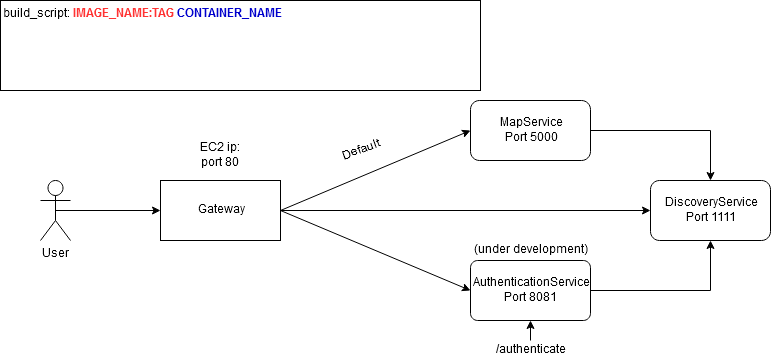 build_script: IMAGE_NAME:TAG CONTAINER_NAME
MapService
Port 5000
Default
EC2 ip:
port 80
Gateway
DiscoveryService
Port 1111
User
(under development)
AuthenticationService
Port 8081
/authenticate